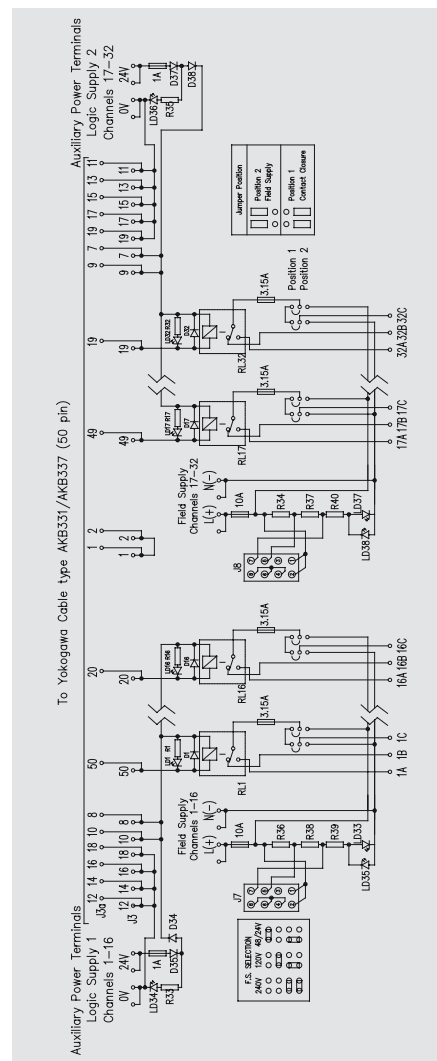 To Yokogawa Cable type AKB331/AKB337 (50 pin)
Auxiliary Power Terminals
Logic Supply 1
Channels 1-16
0V 24V
LD34 1A
R33 D35 D34
J3a 12 14 16 18 10 8
J3 12 14 16 18 10 8
50
50
20
20
1 2
1 2
49
49
19
19
9 7 19 17 15 13 11
9 7 19 17 15 13 11
Auxiliary Power Terminals
Logic Supply 2
Channels 17-32
0V 24V
LD36 1A
R35 D37 D38
F.S. SELECTION
240V 120V 48/24V
J7
Field Supply
Channels 1-16
L(+) N(-)
10A
R36
R38
R39
LD35 D33
LD1 R1
D1
RL1
3.15A
1A 1B 1C
LD16 R16
D16
RL16
3.15A
16A 16B 16C
J8
Field Supply
Channels 17-32
L(+) N(-)
10A
R34
R37
R40
LD38 LD37
LD17 R17
D17
RL17
3.15A
17A 17B 17C
LD32 R32
D32
RL32
3.15A
32A 32B 32C
Position 1
Position 2
Jumper Position
Position 2
Field Supply
Position 1
Contact Closure